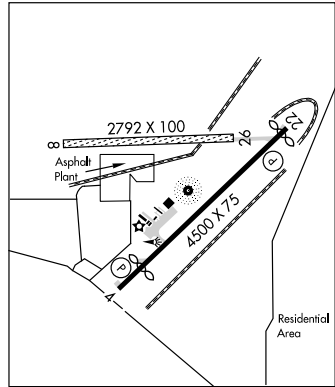 2792 X 100
8
26
22
Asphalt
Plant
P
4500 X 75
P
4
Residential
Area